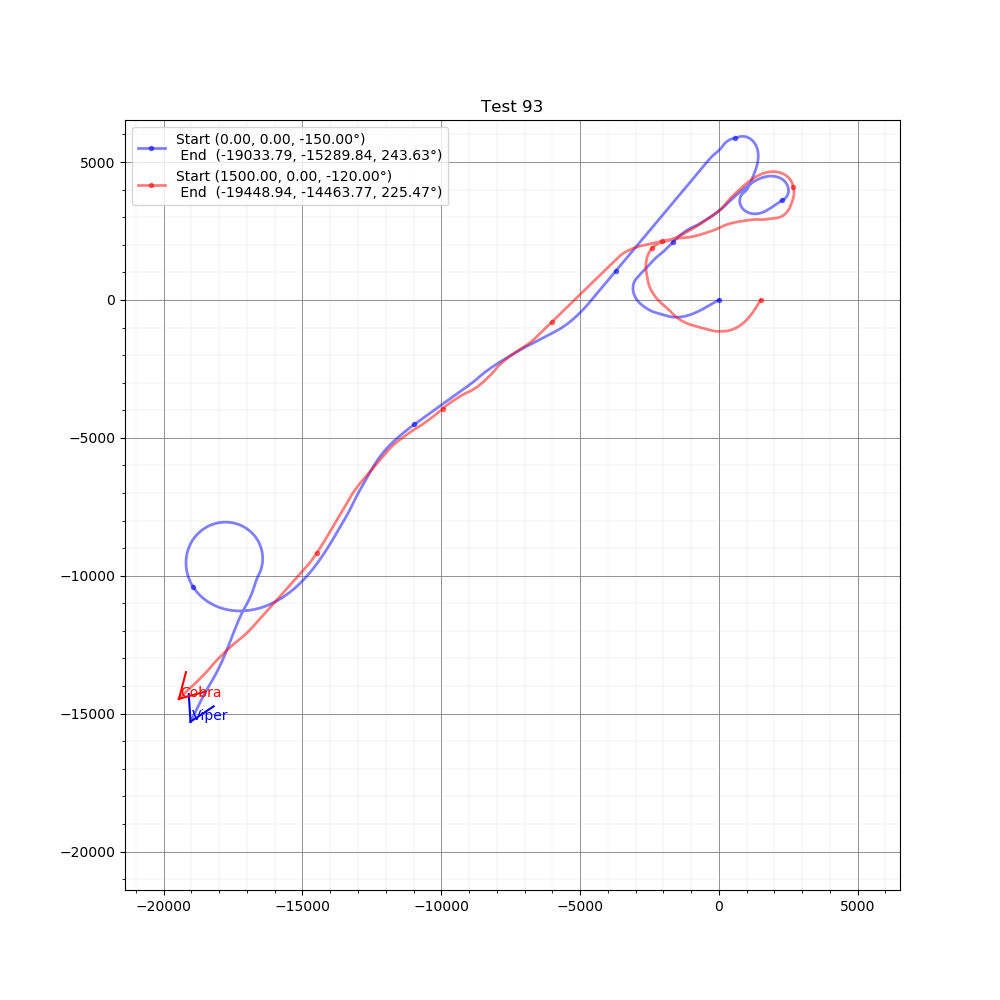 Test 93
Start (0.00, 0.00, -150.00°)
End (-19033.79, -15289.84, 243.63°)
Start (1500.00, 0.00, -120.00°)
End (-19448.94, -14463.77, 225.47°)
5000
0
−5000
−10000
−15000
−20000
Cobra
Viper
−20000 −15000 −10000 −5000 0 5000